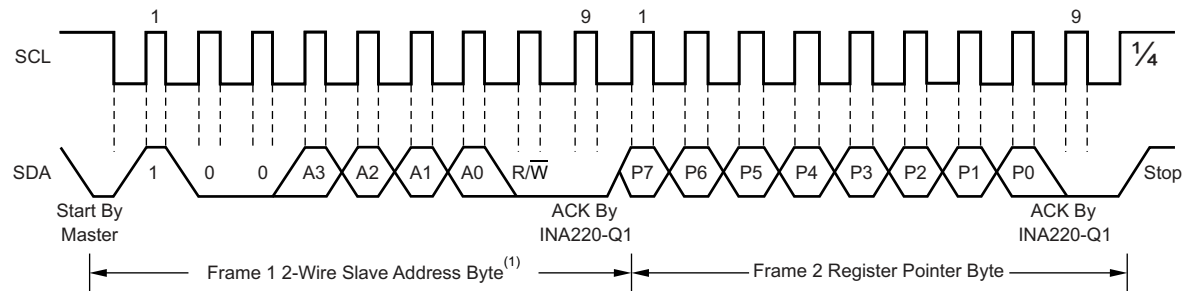 1 9 1 9
SCL ¼
SDA 1 0 0 A3 A2 A1 A0 R/W̅ P7 P6 P5 P4 P3 P2 P1 P0 Stop
Start By
Master
ACK By
INA220-Q1
ACK By
INA220-Q1
Frame 1 2-Wire Slave Address Byte(1)
Frame 2 Register Pointer Byte